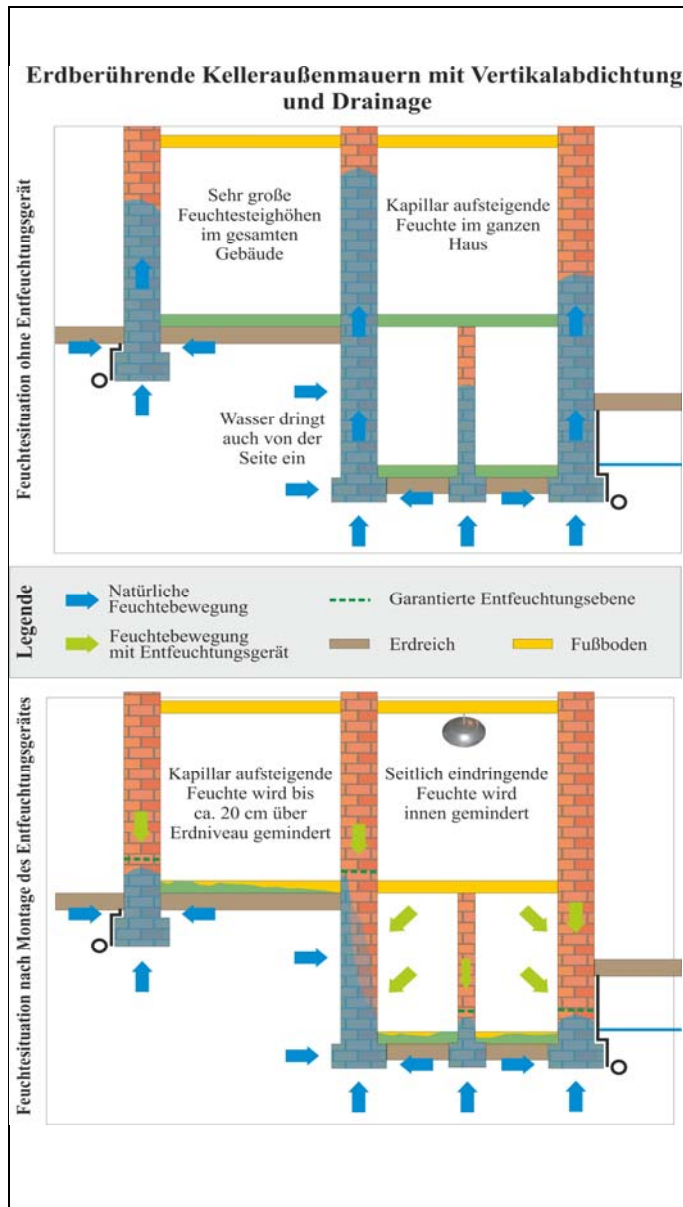 Erdberührende Kelleraußenmauern mit Vertikalabdichtung
und Drainage
Feuchtesituation ohne Entfeuchtungsgerät
Sehr große
Feuchtesteighöhen
im gesamten
Gebäude
Kapillar aufsteigende
Feuchte im ganzen
Haus
Wasser dringt
auch von der
Seite ein
Legende
Natürliche
Feuchtebewegung
Feuchtebewegung
mit Entfeuchtungsgerät
Garantierte Entfeuchtungsebene
Erdreich
Fußboden
Feuchtesituation nach Montage des Entfeuchtungsgerätes
Kapillar aufsteigende
Feuchte wird bis
ca. 20 cm über
Erdniveau gemindert
Seitlich eindringende
Feuchte wird
innen gemindert